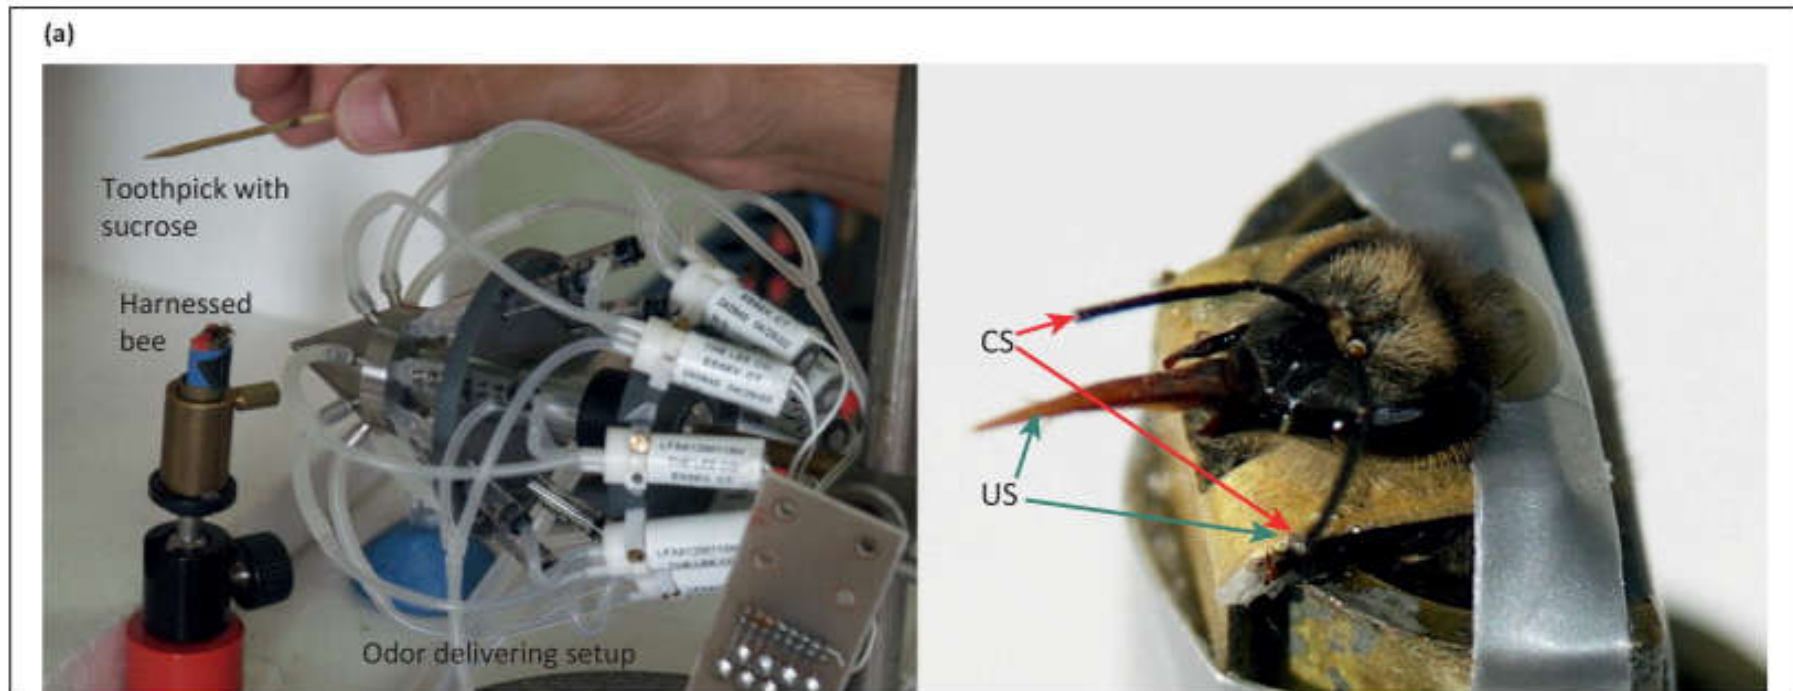 (a)
Toothpick with
sucrose
Harnessed
bee
Odor delivering setup
CS
US